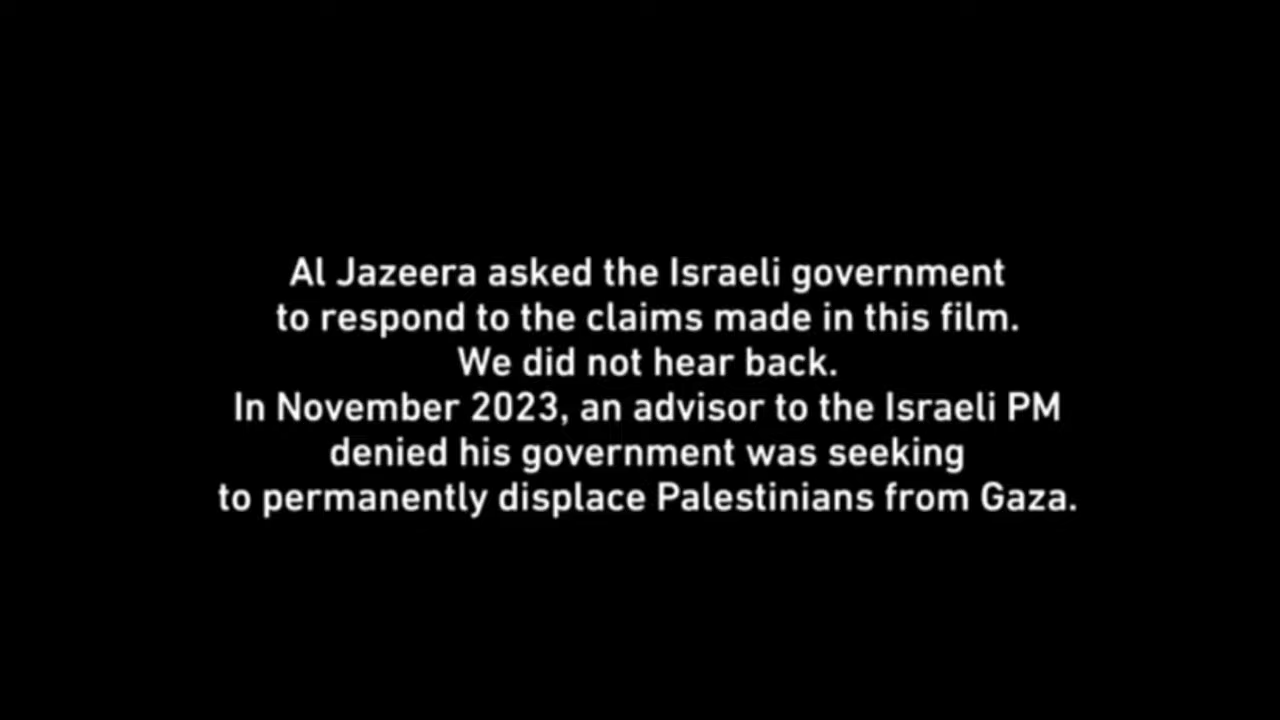 Al Jazeera asked the Israeli government
to respond to the claims made in this film.
We did not hear back.
In November 2023, an advisor to the Israeli PM
denied his government was seeking
to permanently displace Palestinians from Gaza.